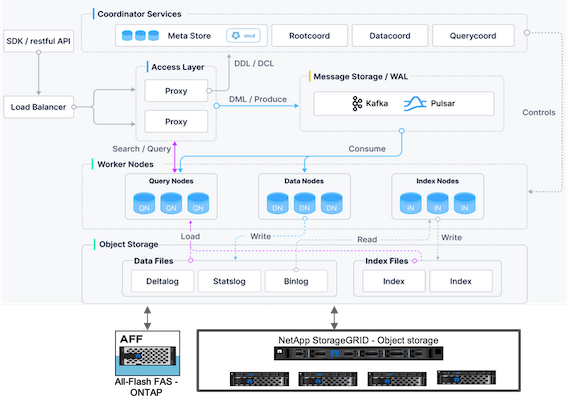 Coordinator Services
SDK / restful API
Meta Store
etcd
Rootcoord
Datacoord
Querycoord
DDL / DCL
Access Layer
Message Storage / WAL
Proxy
Load Balancer
DML / Produce
Kafka
Pulsar
Controls
Proxy
Search / Query
Consume
Worker Nodes
Query Nodes
Data Nodes
Index Nodes
QN
QN
QN
DN
DN
DN
IN
IN
IN
Load
Write
Read
Write
Object Storage
Data Files
Index Files
Deltalog
Statslog
Binlog
Index
Index
AFF
NetApp StorageGRID - Object storage
All-Flash FAS -
ONTAP